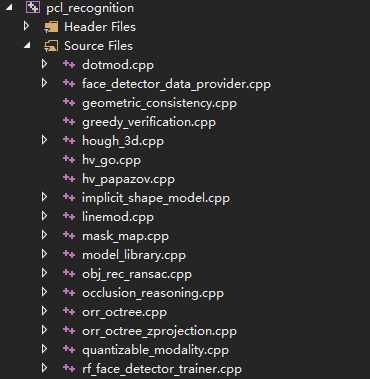 pcl_recognition
Header Files
Source Files
dotmod.cpp
face_detector_data_provider.cpp
geometric_consistency.cpp
greedy_verification.cpp
hough_3d.cpp
hv_go.cpp
hv_papazov.cpp
implicit_shape_model.cpp
linemod.cpp
mask_map.cpp
model_library.cpp
obj_rec_ransac.cpp
occlusion_reasoning.cpp
orr_octree.cpp
orr_octree_zprojection.cpp
quantizable_modality.cpp
rf_face_detector_trainer.cpp